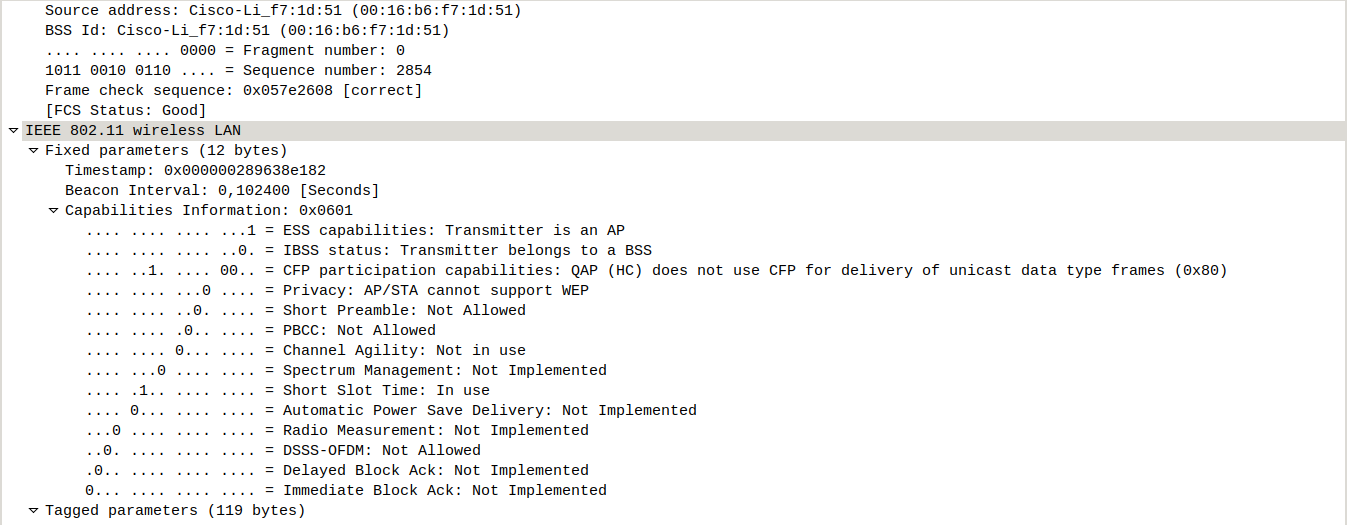 Source address: Cisco-Li_f7:1d:51 (00:16:b6:f7:1d:51)
BSS Id: Cisco-Li_f7:1d:51 (00:16:b6:f7:1d:51)
.... .... .... 0000 = Fragment number: 0
1011 0010 0110 .... = Sequence number: 2854
Frame check sequence: 0x057e2608 [correct]
[FCS Status: Good]
IEEE 802.11 wireless LAN
Fixed parameters (12 bytes)
Timestamp: 0x000000289638e182
Beacon Interval: 0,102400 [Seconds]
Capabilities Information: 0x0601
.... .... .... ...1 = ESS capabilities: Transmitter is an AP
.... .... .... ..0. = IBSS status: Transmitter belongs to a BSS
.... ..1. .... 00.. = CFP participation capabilities: QAP (HC) does not use CFP for delivery of unicast data type frames (0x80)
.... .... ...0 .... = Privacy: AP/STA cannot support WEP
.... .... ..0. .... = Short Preamble: Not Allowed
.... .... .0.. .... = PBCC: Not Allowed
.... .... 0... .... = Channel Agility: Not in use
.... ...0 .... .... = Spectrum Management: Not Implemented
.... .1.. .... .... = Short Slot Time: In use
.... 0... .... .... = Automatic Power Save Delivery: Not Implemented
...0 .... .... .... = Radio Measurement: Not Implemented
..0. .... .... .... = DSSS-OFDM: Not Allowed
.0.. .... .... .... = Delayed Block Ack: Not Implemented
0... .... .... .... = Immediate Block Ack: Not Implemented
Tagged parameters (119 bytes)